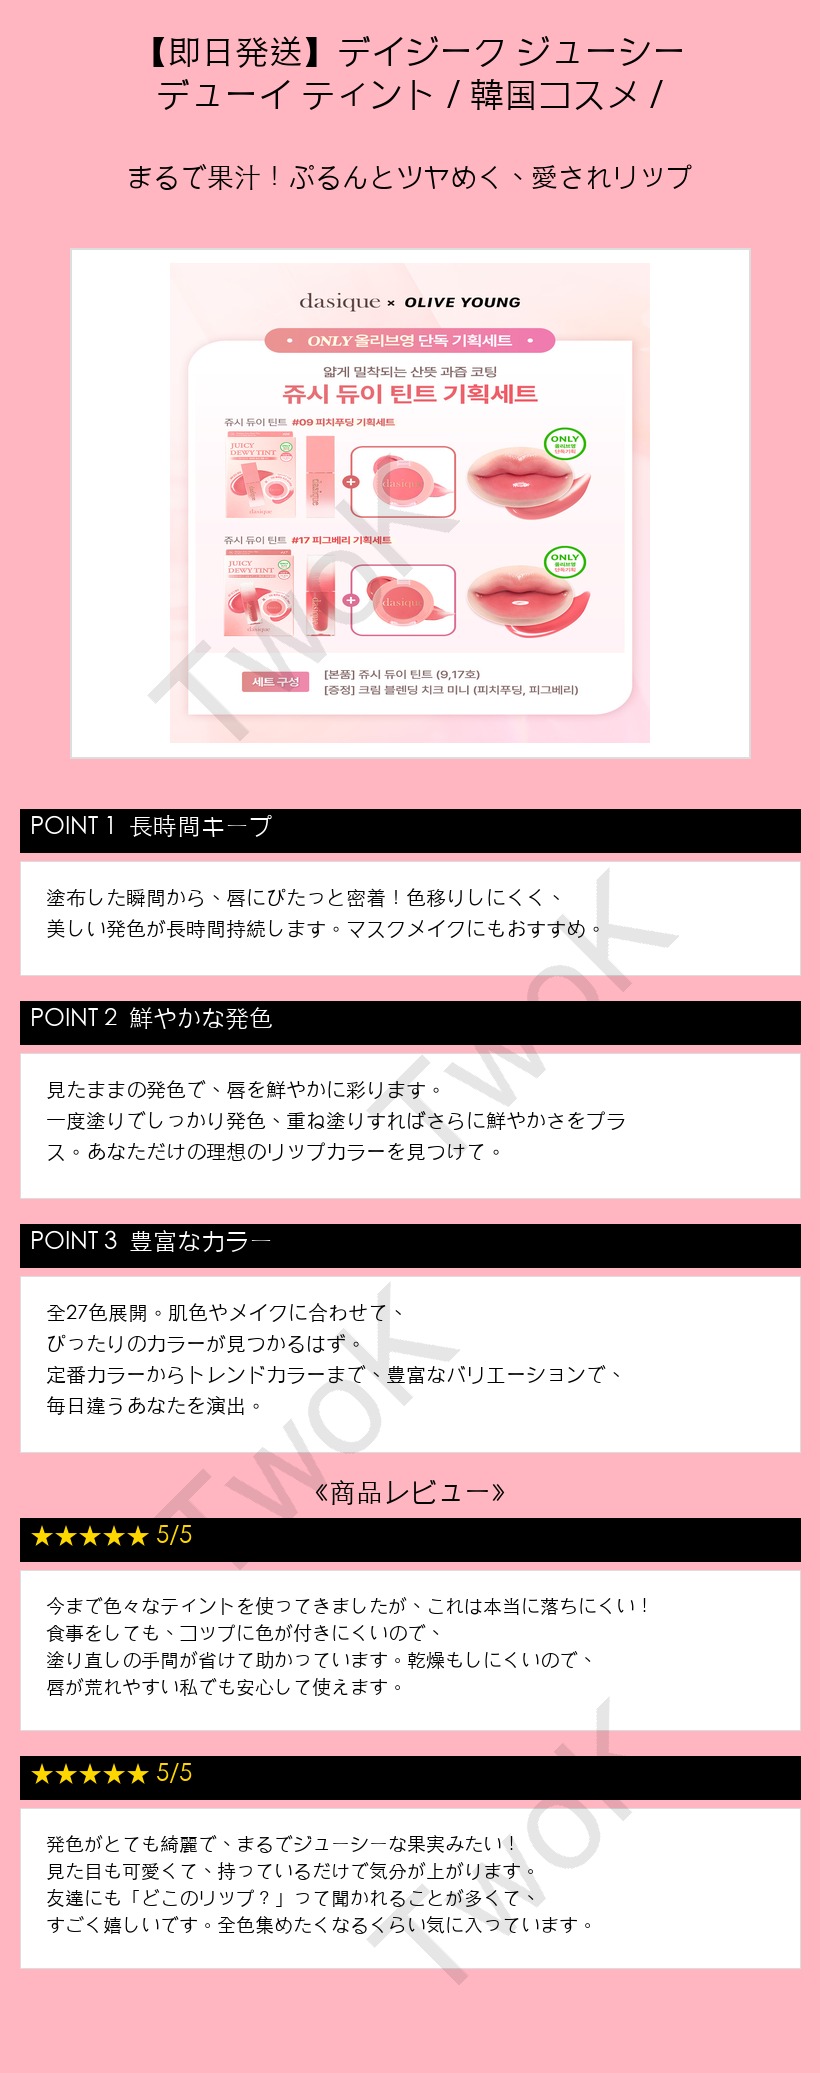 【即日発送】デイジーク ジューシー
デューイ ティント / 韓国コスメ /
まるで果汁！ぷるんとツヤめく、愛されリップ
dasique × OLIVE YOUNG
• ONLY 올리브영 단독 기획세트 •
얇게 밀착되는 산뜻 과즙 코팅
쥬시 듀이 틴트 기획세트
쥬시 듀이 틴트 #09 피치푸딩 기획세트
JUICY
DEWY TINT
dasique
+
dasique
ONLY
올리브영
단독기획
쥬시 듀이 틴트 #17 피그베리 기획세트
JUICY
DEWY TINT
dasique
dasique
+
dasique
ONLY
올리브영
단독기획
세트 구성
[본품] 쥬시 듀이 틴트 (9,17호)
[증정] 크림 블렌딩 치크 미니 (피치푸딩, 피그베리)
TwoK
POINT 1 長時間キープ
塗布した瞬間から、唇にぴたっと密着！色移りしにくく、
美しい発色が長時間持続します。マスクメイクにもおすすめ。
TwoK
POINT 2 鮮やかな発色
見たままの発色で、唇を鮮やかに彩ります。
一度塗りでしっかり発色、重ね塗りすればさらに鮮やかさをプラ
ス。あなただけの理想のリップカラーを見つけて。
POINT 3 豊富なカラー
全27色展開。肌色やメイクに合わせて、
ぴったりのカラーが見つかるはず。
定番カラーからトレンドカラーまで、豊富なバリエーションで、
毎日違うあなたを演出。
TwoK
《商品レビュー》
★★★★★ 5/5
今まで色々なティントを使ってきましたが、これは本当に落ちにくい！
食事をしても、コップに色が付きにくいので、
塗り直しの手間が省けて助かっています。乾燥もしにくいので、
唇が荒れやすい私でも安心して使えます。
★★★★★ 5/5
発色がとても綺麗で、まるでジューシーな果実みたい！
見た目も可愛くて、持っているだけで気分が上がります。
友達にも「どこのリップ？」って聞かれることが多くて、
すごく嬉しいです。全色集めたくなるくらい気に入っています。
TwoK